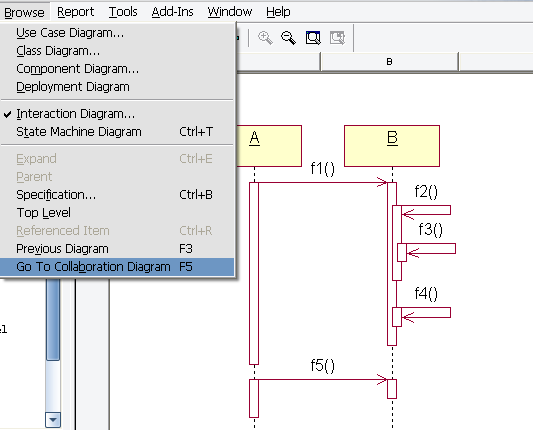 Browse Report Tools Add-Ins Window Help
Use Case Diagram...
Class Diagram...
Component Diagram...
Deployment Diagram
Interaction Diagram...
State Machine Diagram Ctrl+T
Expand Ctrl+E
Parent
Specification... Ctrl+B
Top Level
Referenced Item Ctrl+R
Previous Diagram F3
Go To Collaboration Diagram F5
B
A
B
f1()
f2()
f3()
f4()
f5()